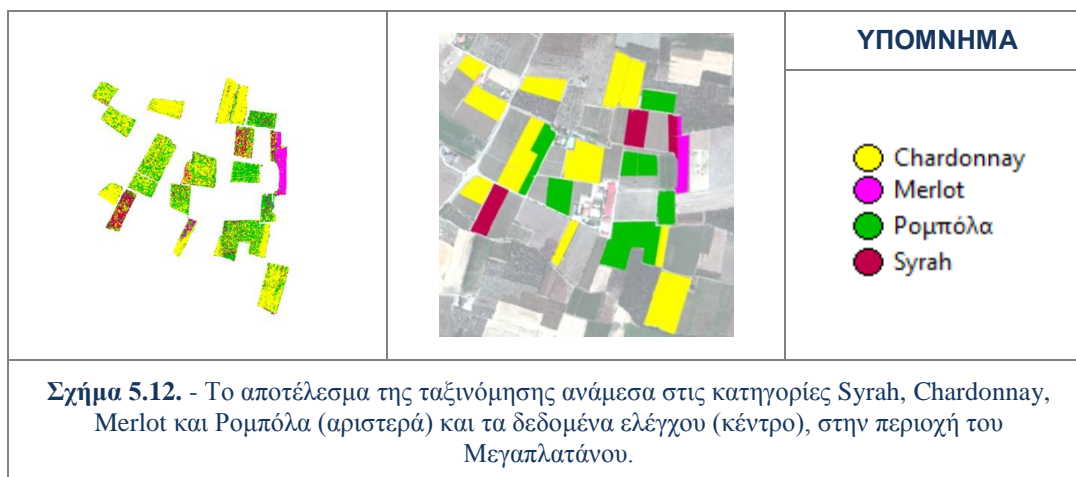 ΥΠΟΜΝΗΜΑ
Chardonnay
Merlot
Ρομπόλα
Syrah
Σχήμα 5.12. - Το αποτέλεσμα της ταξινόμησης ανάμεσα στις κατηγορίες Syrah, Chardonnay,
Merlot και Ρομπόλα (αριστερά) και τα δεδομένα ελέγχου (κέντρο), στην περιοχή του
Μεγαπλατάνου.